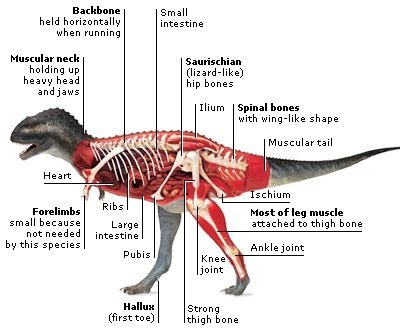 Backbone
held horizontally
when running
Small
intestine
Muscular neck
holding up
heavy head
and jaws
Saurischian
(lizard-like)
hip bones
Ilium
Spinal bones
with wing-like shape
Muscular tail
Heart
Ribs
Ischium
Forelimbs
small because
not needed
by this species
Large
intestine
Most of leg muscle
attached to thigh bone
Pubis
Knee
joint
Ankle joint
Hallux
(first toe)
Strong
thigh bone